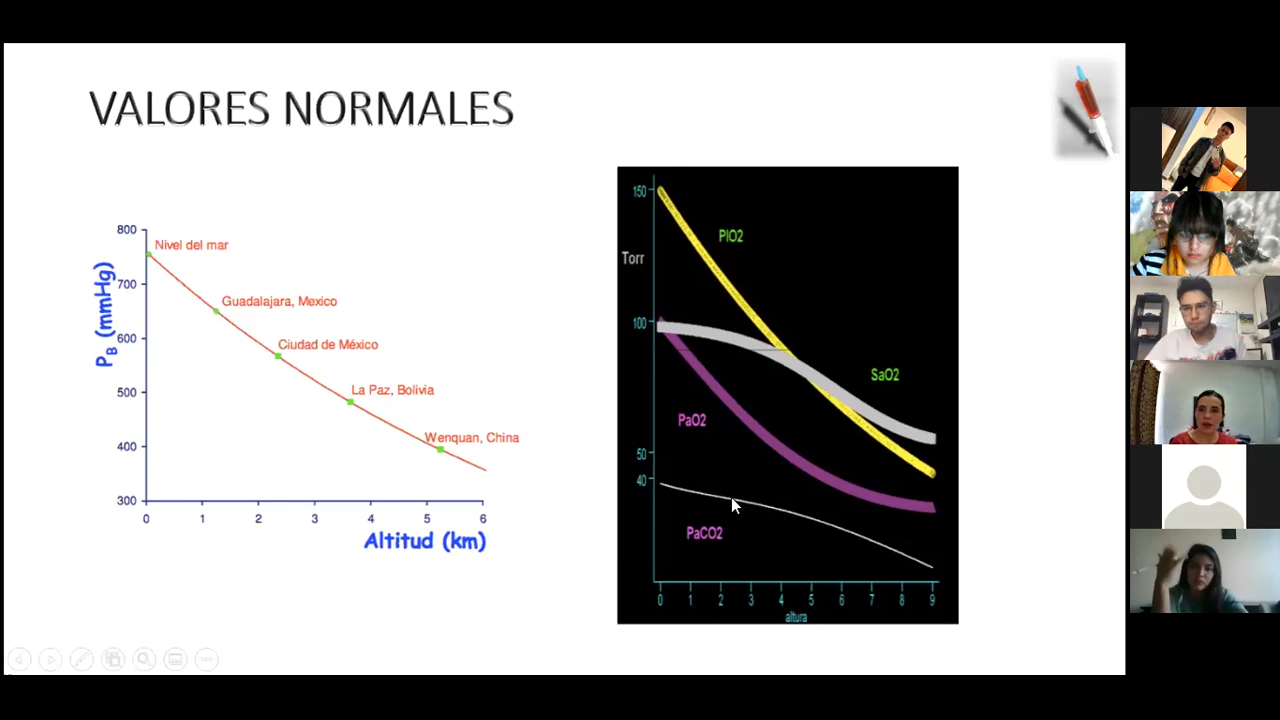 VALORES NORMALES
800
700
600
500
400
300
P_B (mmHg)
Nivel del mar
Guadalajara, Mexico
Ciudad de México
La Paz, Bolivia
Wenquan, China
0 1 2 3 4 5 6
Altitud (km)
150
Torr
100
50
40
PIO2
SaO2
PaO2
PaCO2
0 1 2 3 4 5 6 7 8 9
altura